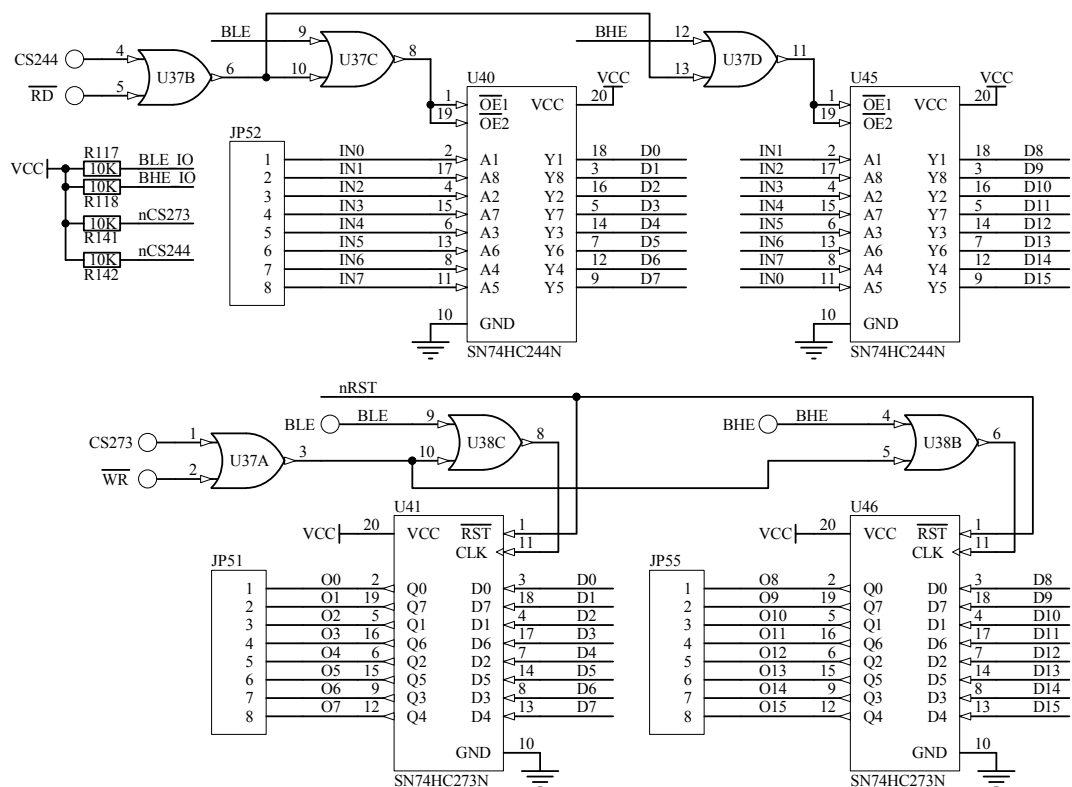 CS244 4 U37B 6
RD 5
BLE 9 U37C 8
10
BHE 12 U37D 11
13
U40 VCC
1 OE1 VCC 20
19 OE2
U45 VCC
1 OE1 VCC 20
19 OE2
R117
VCC 10K BLE_IO
10K BHE_IO
R118
10K nCS273
R141
10K nCS244
R142
JP52
1 IN0 2 A1 Y1 18 D0
2 IN1 17 A8 Y8 3 D1
3 IN2 4 A2 Y2 16 D2
4 IN3 15 A7 Y7 5 D3
5 IN4 6 A3 Y3 14 D4
6 IN5 13 A6 Y6 7 D5
7 IN6 8 A4 Y4 12 D6
8 IN7 11 A5 Y5 9 D7
10 GND
SN74HC244N
IN1 2 A1 Y1 18 D8
IN2 17 A8 Y8 3 D9
IN3 4 A2 Y2 16 D10
IN4 15 A7 Y7 5 D11
IN5 6 A3 Y3 14 D12
IN6 13 A6 Y6 7 D13
IN7 8 A4 Y4 12 D14
IN0 11 A5 Y5 9 D15
10 GND
SN74HC244N
nRST
CS273 1 U37A 3
WR 2
BLE BLE 9 U38C 8
10
BHE BHE 4 U38B 6
5
U41
VCC 20 VCC RST 1
CLK 11
JP51
1 O0 2 Q0 D0 3 D0
2 O1 19 Q7 D7 18 D1
3 O2 5 Q1 D1 4 D2
4 O3 16 Q6 D6 17 D3
5 O4 6 Q2 D2 7 D4
6 O5 15 Q5 D5 14 D5
7 O6 9 Q3 D3 8 D6
8 O7 12 Q4 D4 13 D7
GND 10
SN74HC273N
U46
VCC 20 VCC RST 1
CLK 11
JP55
1 O8 2 Q0 D0 3 D8
2 O9 19 Q7 D7 18 D9
3 O10 5 Q1 D1 4 D10
4 O11 16 Q6 D6 17 D11
5 O12 6 Q2 D2 7 D12
6 O13 15 Q5 D5 14 D13
7 O14 9 Q3 D3 8 D14
8 O15 12 Q4 D4 13 D15
GND 10
SN74HC273N